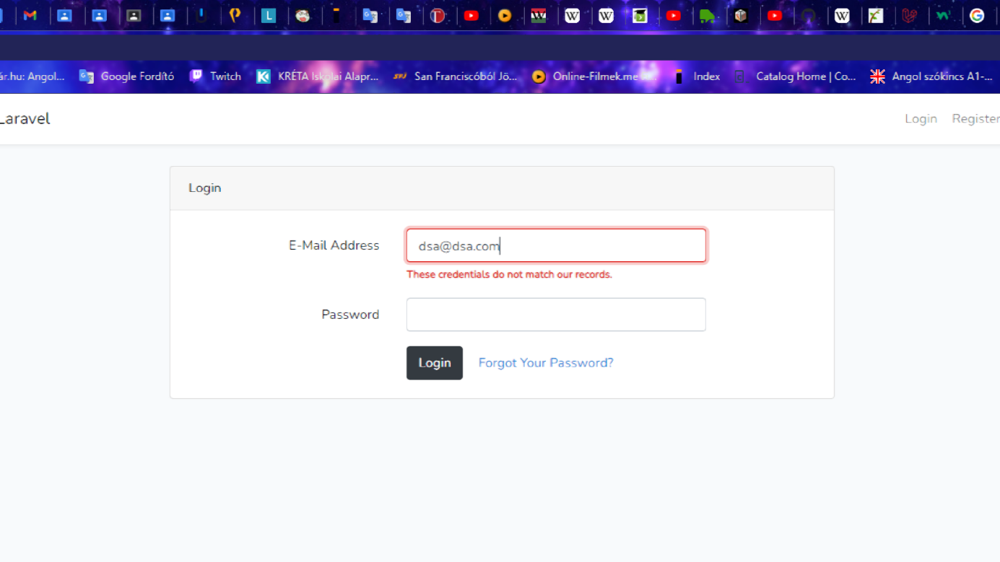 ár.hu: Angol... Google Fordító Twitch KRÉTA Iskolai Alapr... San Franciscóból Jö... Online-Filmek.me Index Catalog Home | Co... Angol szókincs A1-...
Laravel Login Register
Login
E-Mail Address dsa@dsa.com
These credentials do not match our records.
Password
Login Forgot Your Password?